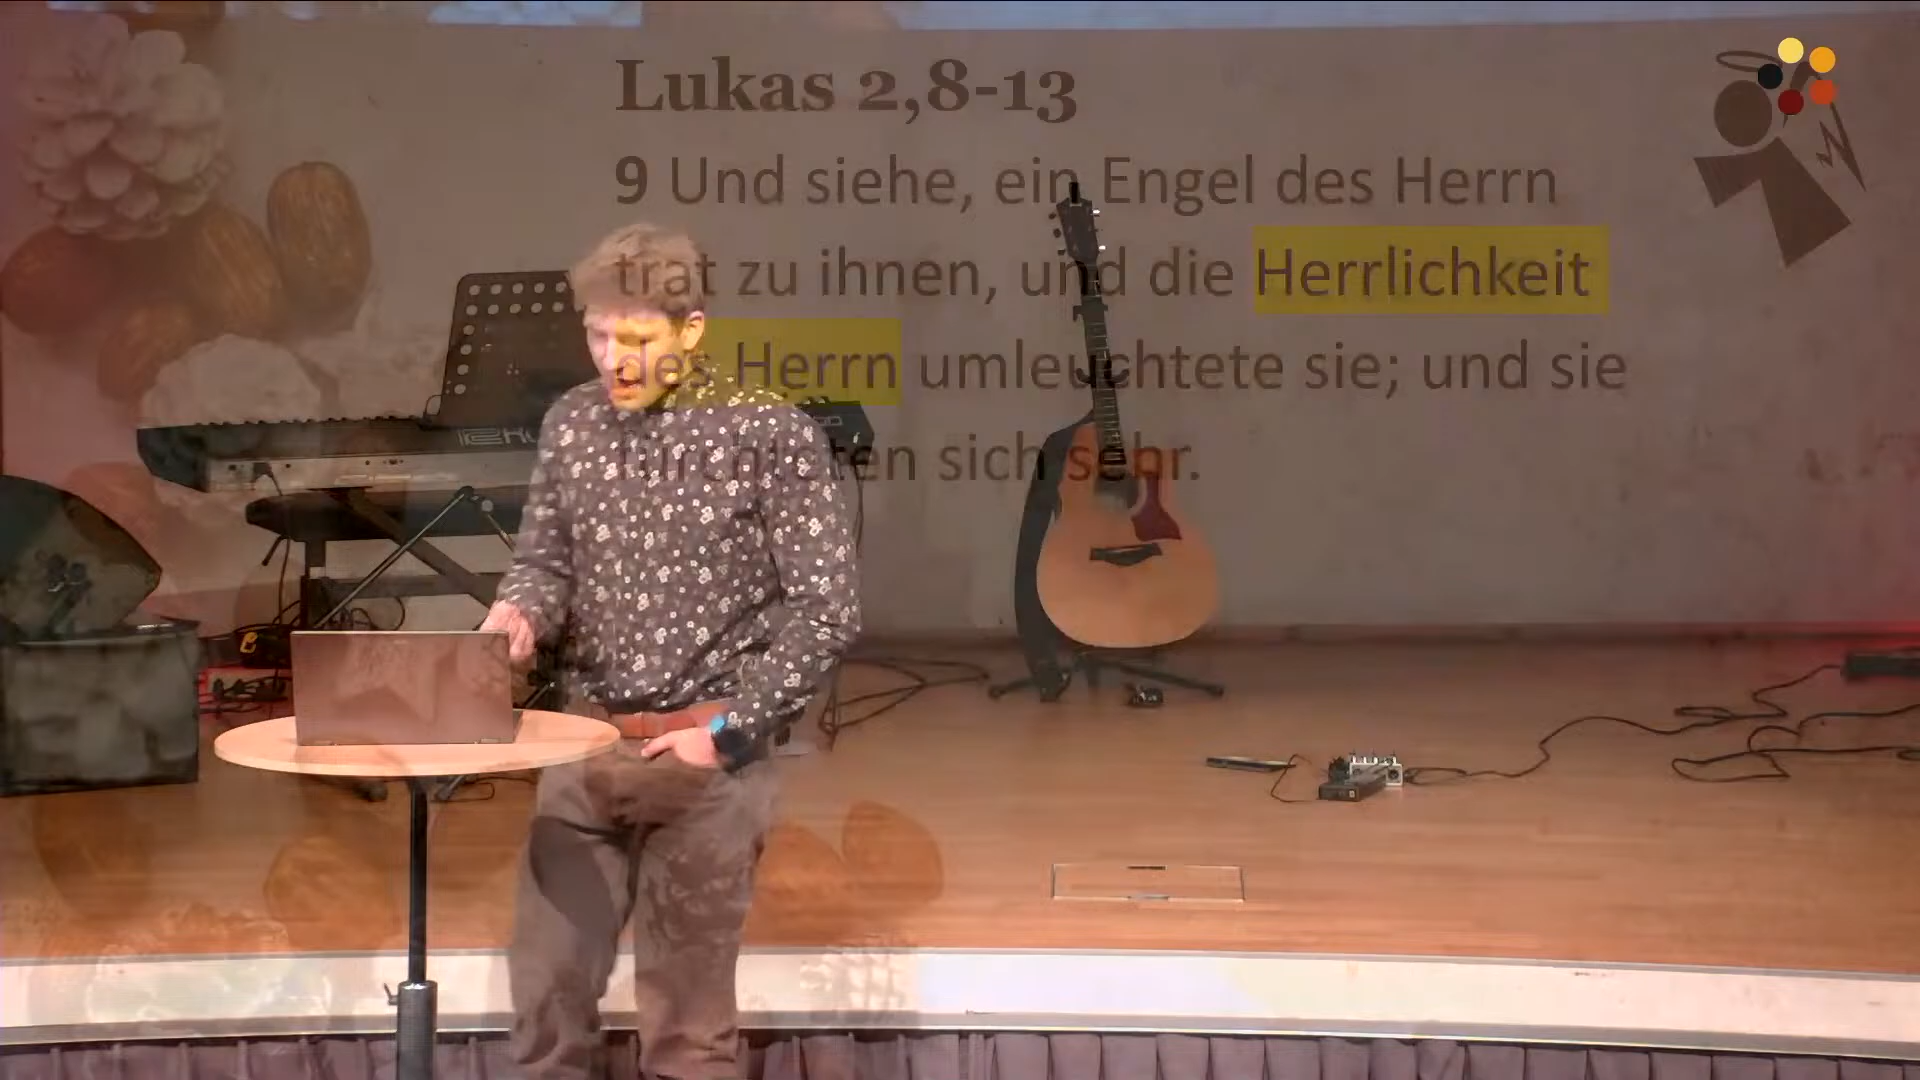 Lukas 2,8-13
9 Und siehe, ein Engel des Herrn
trat zu ihnen, und die Herrlichkeit
des Herrn umleuchtete sie; und sie
fürchteten sich sehr.